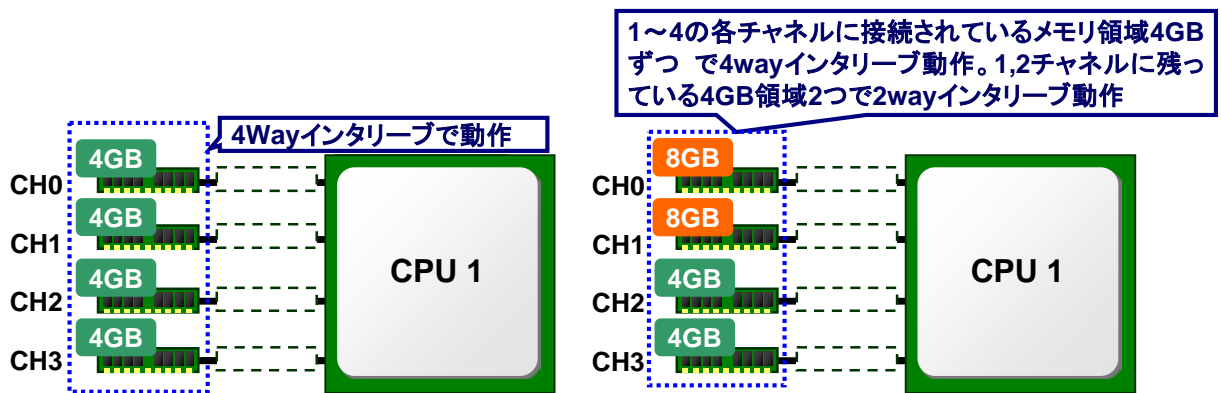 1～4の各チャネルに接続されているメモリ領域4GB
ずつ で4wayインタリーブ動作。1,2チャネルに残っ
ている4GB領域2つで2wayインタリーブ動作
4Wayインタリーブで動作
CH0
4GB
CH1
4GB
CH2
4GB
CH3
4GB
CPU 1
CH0
8GB
CH1
8GB
CH2
4GB
CH3
4GB
CPU 1